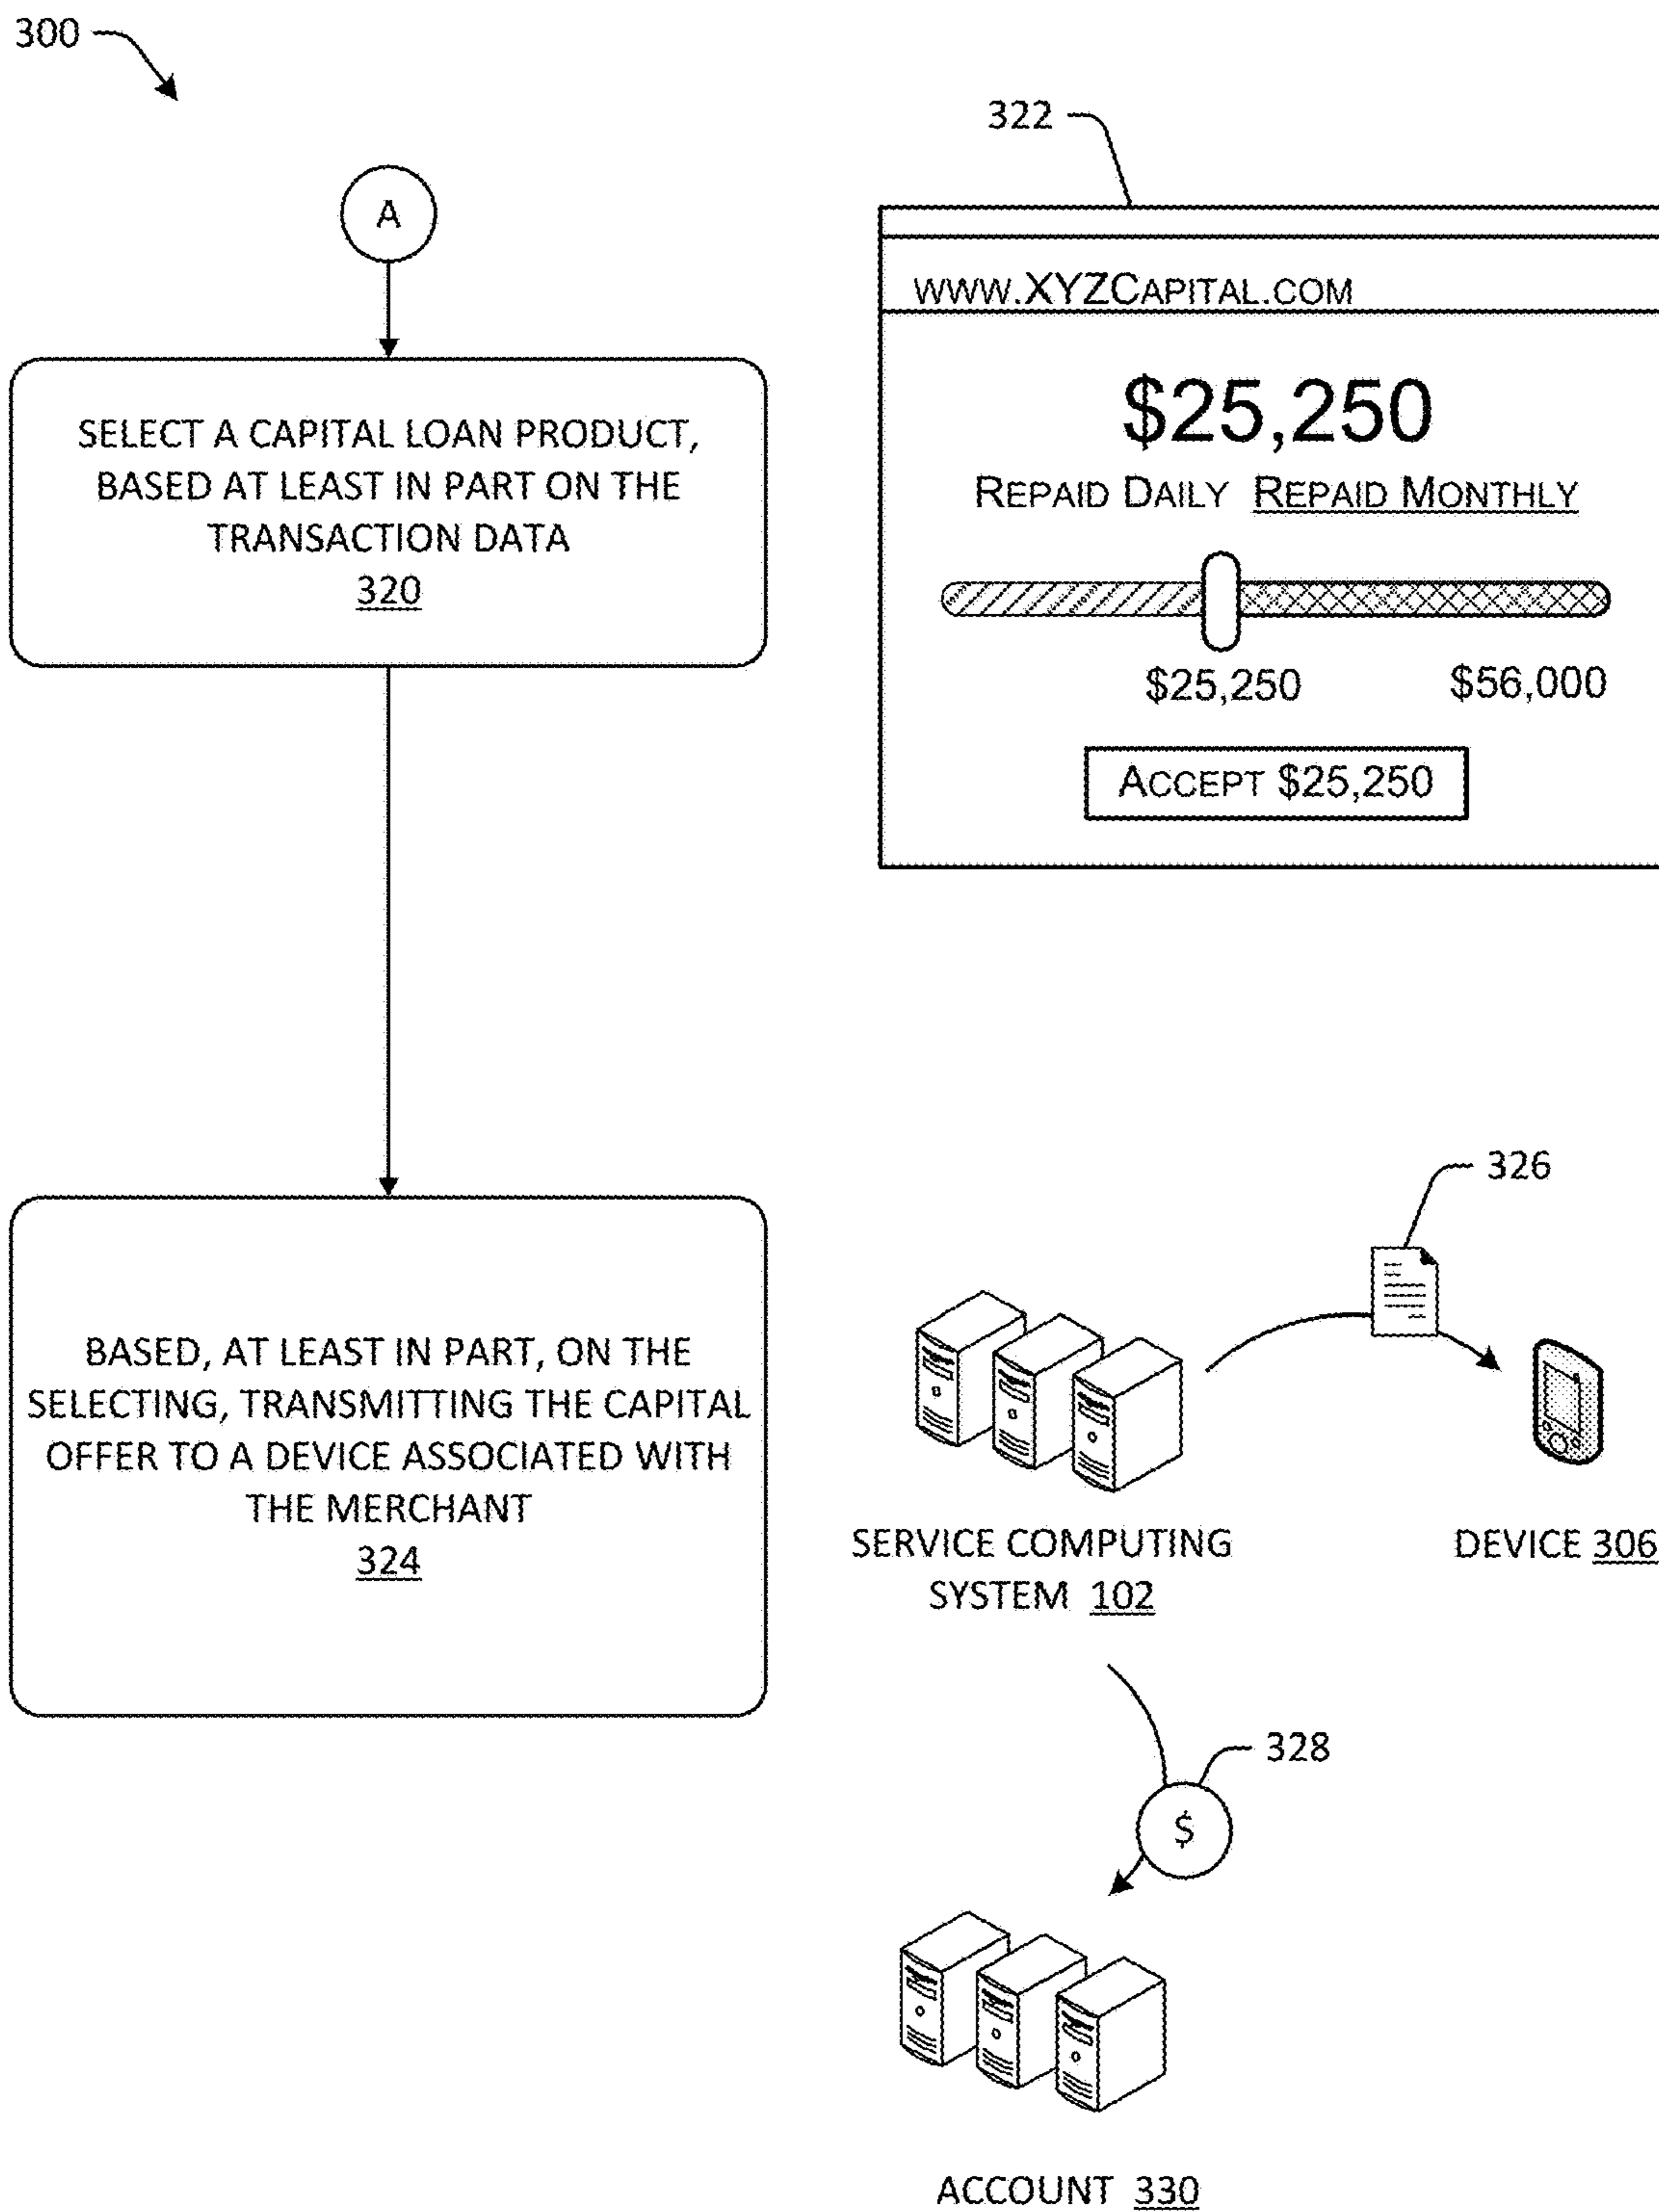 300
A
SELECT A CAPITAL LOAN PRODUCT,
BASED AT LEAST IN PART ON THE
TRANSACTION DATA
320
322
WWW.XYZCAPITAL.COM
$25,250
REPAID DAILY REPAID MONTHLY
$25,250 $56,000
ACCEPT $25,250
BASED, AT LEAST IN PART, ON THE
SELECTING, TRANSMITTING THE CAPITAL
OFFER TO A DEVICE ASSOCIATED WITH
THE MERCHANT
324
326
SERVICE COMPUTING
SYSTEM 102
DEVICE 306
328
$
ACCOUNT 330